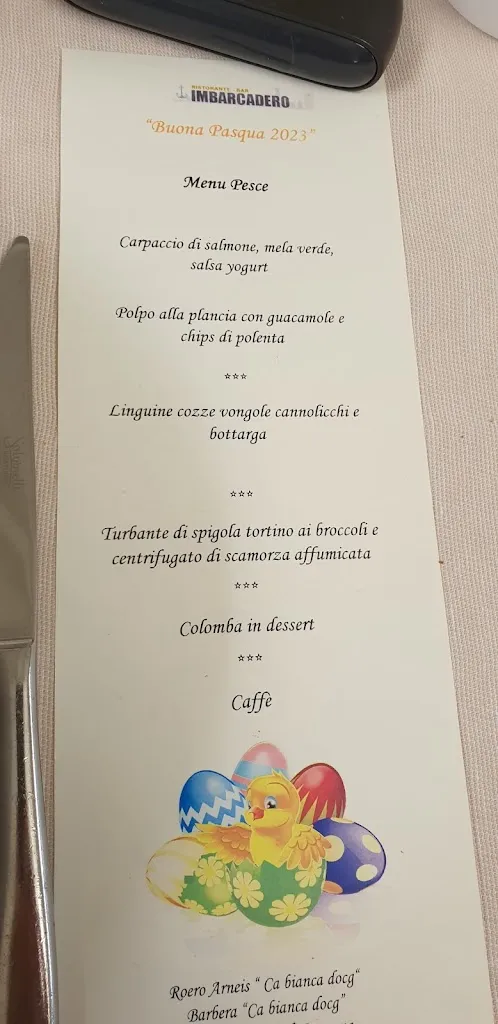 RISTORANTE BAR
IMBARCADERO
"Buona Pasqua 2023"
Menu Pesce
Carpaccio di salmone, mela verde,
salsa yogurt
Polpo alla plancia con guacamole e
chips di polenta
***
Linguine cozze vongole cannolicchi e
bottarga
***
Turbante di spigola tortino ai broccoli e
centrifugato di scamorza affumicata
***
Colomba in dessert
***
Caffè
Roero Arneis " Ca bianca docg"
Barbera "Ca bianca docg"